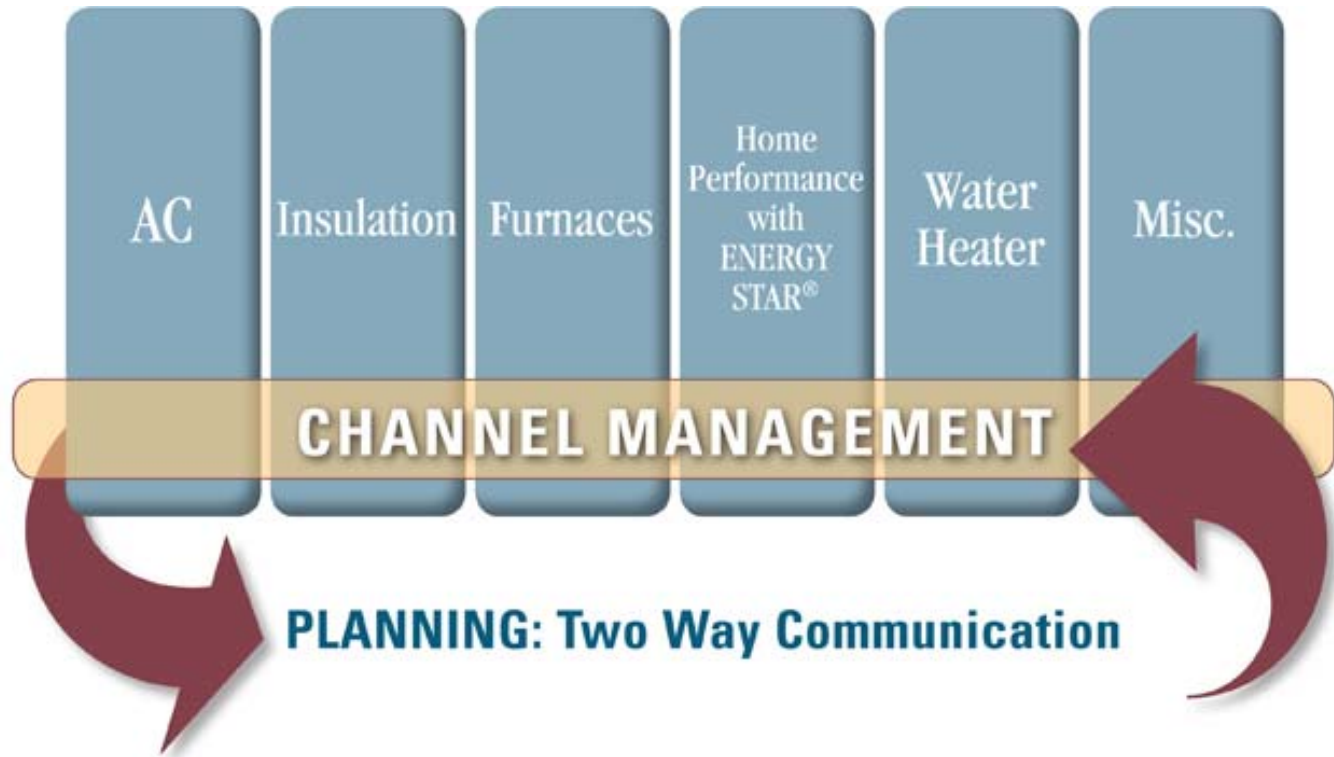 AC
Insulation
Furnaces
Home
Performance
with
ENERGY
STAR®
Water
Heater
Misc.
CHANNEL MANAGEMENT
PLANNING: Two Way Communication